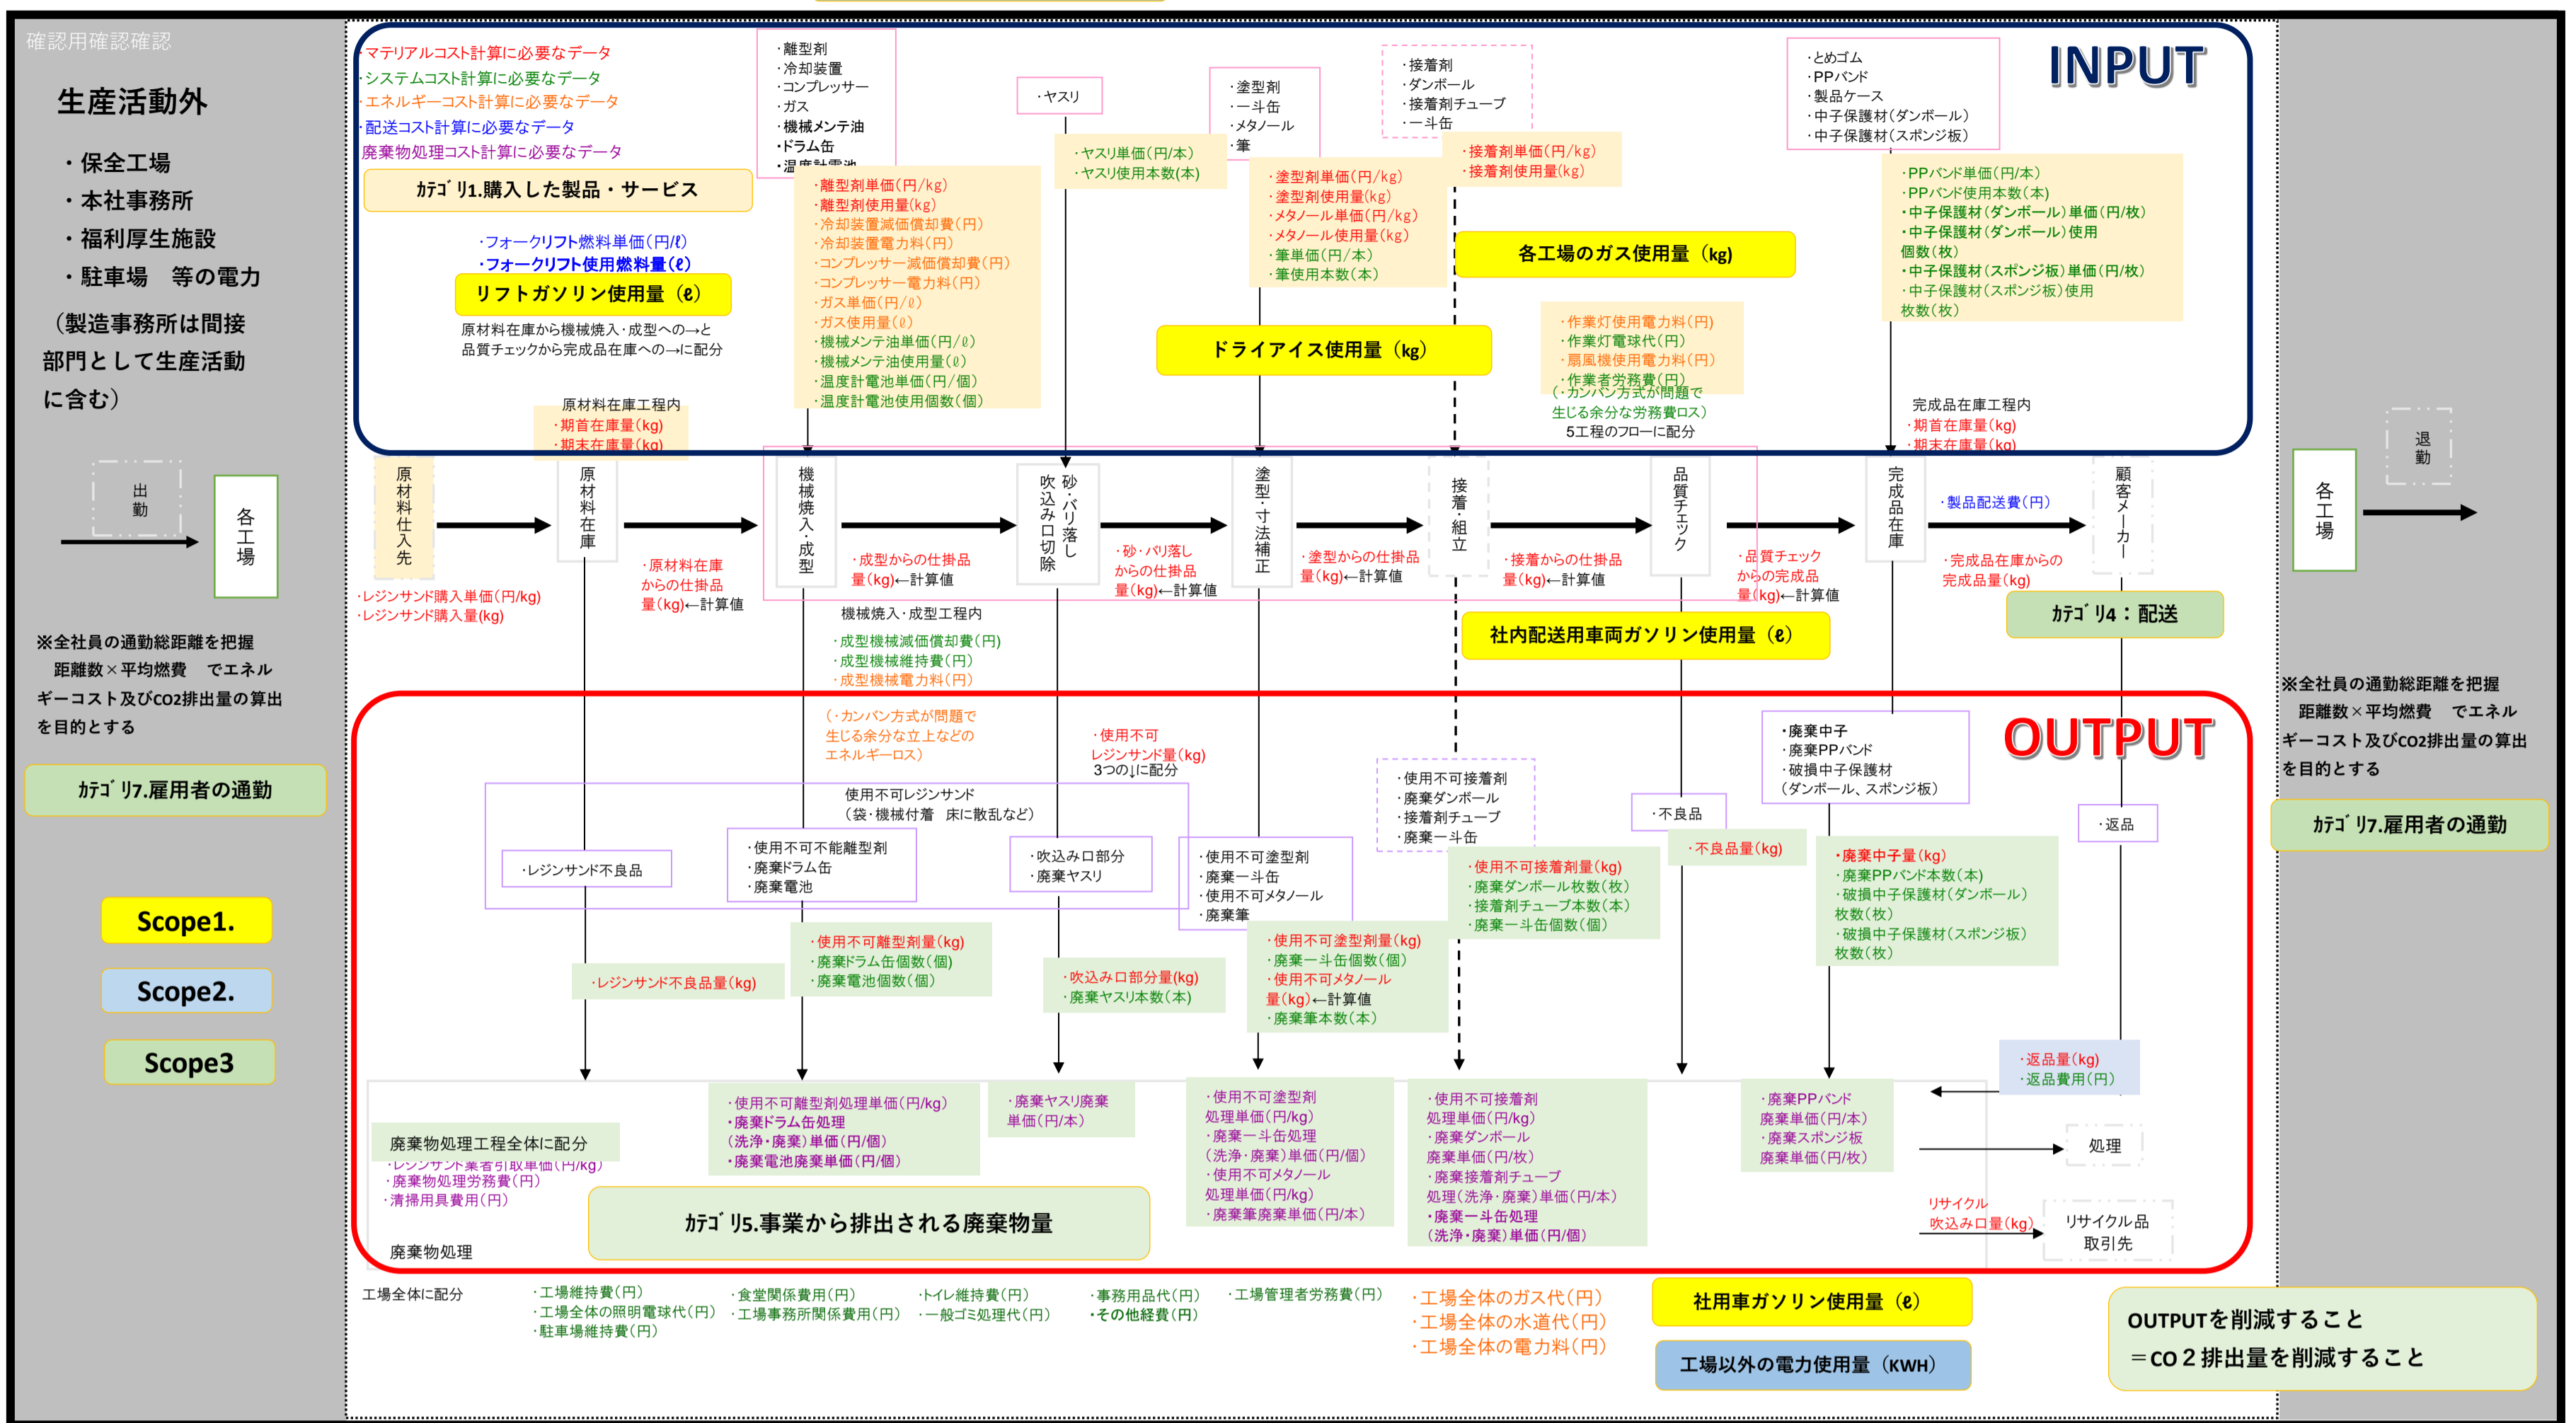 確認用確認確認
生産活動外
・保全工場
・本社事務所
・福利厚生施設
・駐車場　等の電力
（製造事務所は間接
部門として生産活動
に含む）
出勤
各工場
※全社員の通勤総距離を把握
距離数×平均燃費　でエネル
ギーコスト及びCO2排出量の算出
を目的とする
ｶﾃｺﾞﾘ7.雇用者の通勤
Scope1.
Scope2.
Scope3
・マテリアルコスト計算に必要なデータ
・システムコスト計算に必要なデータ
・エネルギーコスト計算に必要なデータ
・配送コスト計算に必要なデータ
廃棄物処理コスト計算に必要なデータ
ｶﾃｺﾞﾘ1.購入した製品・サービス
・フォークリフト燃料単価（円/ℓ）
・フォークリフト使用燃料量（ℓ）
リフトガソリン使用量（ℓ）
原材料在庫から機械焼入・成型への→と
品質チェックから完成品在庫への→に配分
原材料在庫工程内
・期首在庫量（kg）
・期末在庫量（kg）
・離型剤
・冷却装置
・コンプレッサー
・ガス
・機械メンテ油
・ドラム缶
・温度計電池
・離型剤単価（円/kg）
・離型剤使用量（kg）
・冷却装置減価償却費（円）
・冷却装置電力料（円）
・コンプレッサー減価償却費（円）
・コンプレッサー電力料（円）
・ガス単価（円/ℓ）
・ガス使用量（ℓ）
・機械メンテ油単価（円/ℓ）
・機械メンテ油使用量（ℓ）
・温度計電池単価（円/個）
・温度計電池使用個数（個）
・ヤスリ
・ヤスリ単価（円/本）
・ヤスリ使用本数（本）
・塗型剤
・一斗缶
・メタノール
・筆
・塗型剤単価（円/kg）
・塗型剤使用量（kg）
・メタノール単価（円/kg）
・メタノール使用量（kg）
・筆単価（円/本）
・筆使用本数（本）
ドライアイス使用量（kg）
・接着剤
・ダンボール
・接着剤チューブ
・一斗缶
・接着剤単価（円/kg）
・接着剤使用量（kg）
各工場のガス使用量（kg）
・作業灯使用電力料（円）
・作業灯電球代（円）
・扇風機使用電力料（円）
・作業者労務費（円）
（・カンバン方式が問題で
生じる余分な労務費ロス）
5工程のフローに配分
・とめゴム
・PPバンド
・製品ケース
・中子保護材（ダンボール）
・中子保護材（スポンジ板）
・PPバンド単価（円/本）
・PPバンド使用本数（本）
・中子保護材（ダンボール）単価（円/枚）
・中子保護材（ダンボール）使用
個数（枚）
・中子保護材（スポンジ板）単価（円/枚）
・中子保護材（スポンジ板）使用
枚数（枚）
INPUT
完成品在庫工程内
・期首在庫量（kg）
・期末在庫量（kg）
原材料仕入先
原材料在庫
機械焼入・成型
砂・バリ落し
吹込み口切除
塗型・寸法補正
接着・組立
品質チェック
完成品在庫
・製品配送費（円）
顧客メーカー
・レジンサンド購入単価（円/kg）
・レジンサンド購入量（kg）
・原材料在庫
からの仕掛品
量（kg）←計算値
・成型からの仕掛品
量（kg）←計算値
・砂・バリ落し
からの仕掛品
量（kg）←計算値
・塗型からの仕掛品
量（kg）←計算値
・接着からの仕掛品
量（kg）←計算値
・品質チェック
からの完成品
量（kg）←計算値
・完成品在庫からの
完成品量（kg）
ｶﾃｺﾞﾘ4：配送
機械焼入・成型工程内
・成型機械減価償却費（円）
・成型機械維持費（円）
・成型機械電力料（円）
社内配送用車両ガソリン使用量（ℓ）
（・カンバン方式が問題で
生じる余分な立上などの
エネルギーロス）
・使用不可
レジンサンド量（kg）
3つの↓に配分
OUTPUT
使用不可レジンサンド
（袋・機械付着　床に散乱など）
・レジンサンド不良品
・使用不可不能離型剤
・廃棄ドラム缶
・廃棄電池
・吹込み口部分
・廃棄ヤスリ
・使用不可塗型剤
・廃棄一斗缶
・使用不可メタノール
・廃棄筆
・使用不可接着剤
・廃棄ダンボール
・接着剤チューブ
・廃棄一斗缶
・不良品
・廃棄中子
・廃棄PPバンド
・破損中子保護材
（ダンボール、スポンジ板）
・返品
・レジンサンド不良品量（kg）
・使用不可離型剤量（kg）
・廃棄ドラム缶個数（個）
・廃棄電池個数（個）
・吹込み口部分量（kg）
・廃棄ヤスリ本数（本）
・使用不可塗型剤量（kg）
・廃棄一斗缶個数（個）
・使用不可メタノール
量（kg）←計算値
・廃棄筆本数（本）
・使用不可接着剤量（kg）
・廃棄ダンボール枚数（枚）
・接着剤チューブ本数（本）
・廃棄一斗缶個数（個）
・不良品量（kg）
・廃棄中子量（kg）
・廃棄PPバンド本数（本）
・破損中子保護材（ダンボール）
枚数（枚）
・破損中子保護材（スポンジ板）
枚数（枚）
・返品量（kg）
・返品費用（円）
廃棄物処理工程全体に配分
・レジンサンド業者引取単価（円/kg）
・廃棄物処理労務費（円）
・清掃用具費用（円）
廃棄物処理
・使用不可離型剤処理単価（円/kg）
・廃棄ドラム缶処理
（洗浄・廃棄）単価（円/個）
・廃棄電池廃棄単価（円/個）
・廃棄ヤスリ廃棄
単価（円/本）
・使用不可塗型剤
処理単価（円/kg）
・廃棄一斗缶処理
（洗浄・廃棄）単価（円/個）
・使用不可メタノール
処理単価（円/kg）
・廃棄筆廃棄単価（円/本）
・使用不可接着剤
処理単価（円/kg）
・廃棄ダンボール
廃棄単価（円/枚）
・廃棄接着剤チューブ
処理（洗浄・廃棄）単価（円/本）
・廃棄一斗缶処理
（洗浄・廃棄）単価（円/個）
・廃棄PPバンド
廃棄単価（円/本）
・廃棄スポンジ板
廃棄単価（円/枚）
ｶﾃｺﾞﾘ5.事業から排出される廃棄物量
処理
リサイクル
吹込み口量（kg）
リサイクル品
取引先
工場全体に配分
・工場維持費（円）
・工場全体の照明電球代（円）
・駐車場維持費（円）
・食堂関係費用（円）
・工場事務所関係費用（円）
・トイレ維持費（円）
・一般ゴミ処理代（円）
・事務用品代（円）
・その他経費（円）
・工場管理者労務費（円）
・工場全体のガス代（円）
・工場全体の水道代（円）
・工場全体の電力料（円）
社用車ガソリン使用量（ℓ）
工場以外の電力使用量（KWH）
各工場
退勤
※全社員の通勤総距離を把握
距離数×平均燃費　でエネル
ギーコスト及びCO2排出量の算出
を目的とする
ｶﾃｺﾞﾘ7.雇用者の通勤
OUTPUTを削減すること
＝CO２排出量を削減すること